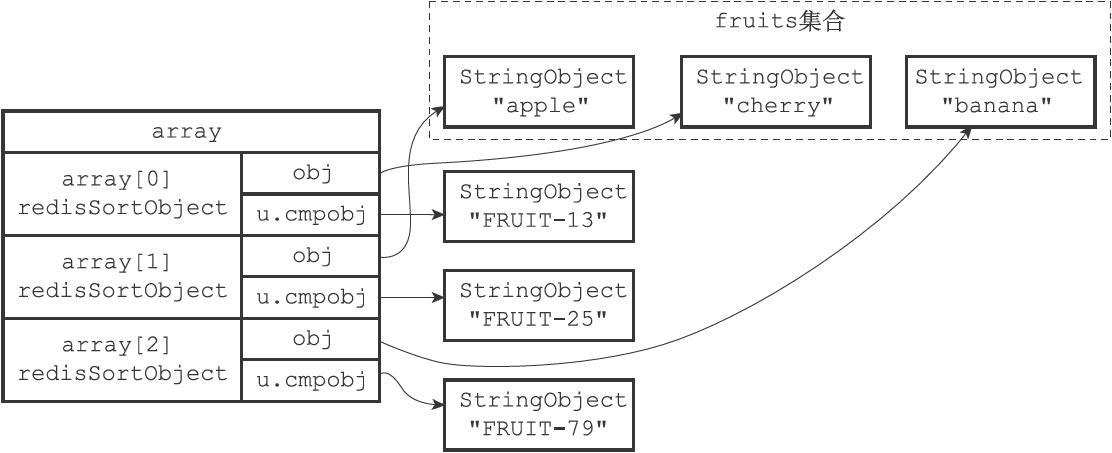 fruits集合
StringObject
"apple"
StringObject
"cherry"
StringObject
"banana"
array
array[0]
redisSortObject
obj
u.cmpobj
StringObject
"FRUIT-13"
array[1]
redisSortObject
obj
u.cmpobj
StringObject
"FRUIT-25"
array[2]
redisSortObject
obj
u.cmpobj
StringObject
"FRUIT-79"